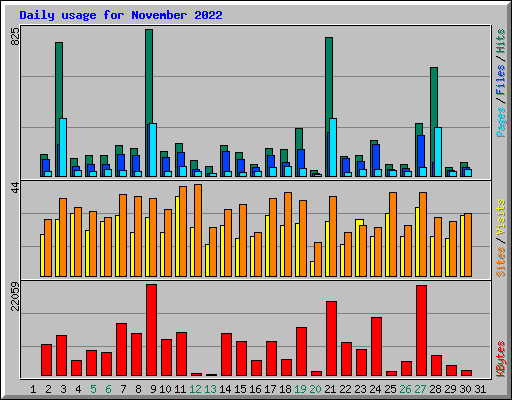 Daily usage for November 2022
825
Pages / Files / Hits
44
Sites / Visits
22059
KBytes
1 2 3 4 5 6 7 8 9 10 11 12 13 14 15 16 17 18 19 20 21 22 23 24 25 26 27 28 29 30 31